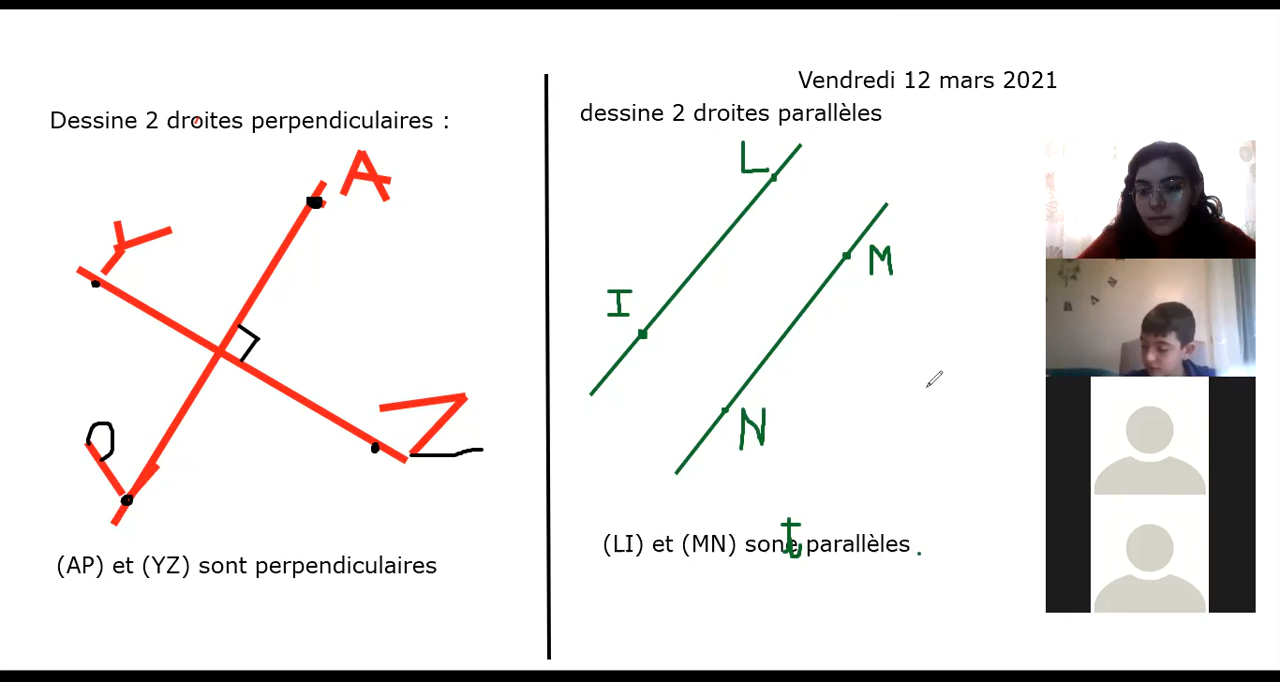 Dessine 2 droites perpendiculaires :
A
Y
P
Z
(AP) et (YZ) sont perpendiculaires
Vendredi 12 mars 2021
dessine 2 droites parallèles
L
I
M
N
(LI) et (MN) sont parallèles.